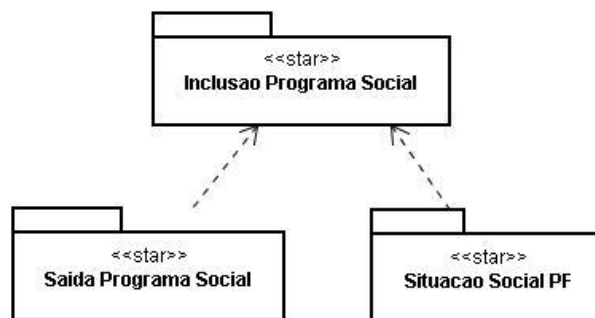 <<star>>
Inclusao Programa Social
<<star>>
Saida Programa Social
<<star>>
Situacao Social PF